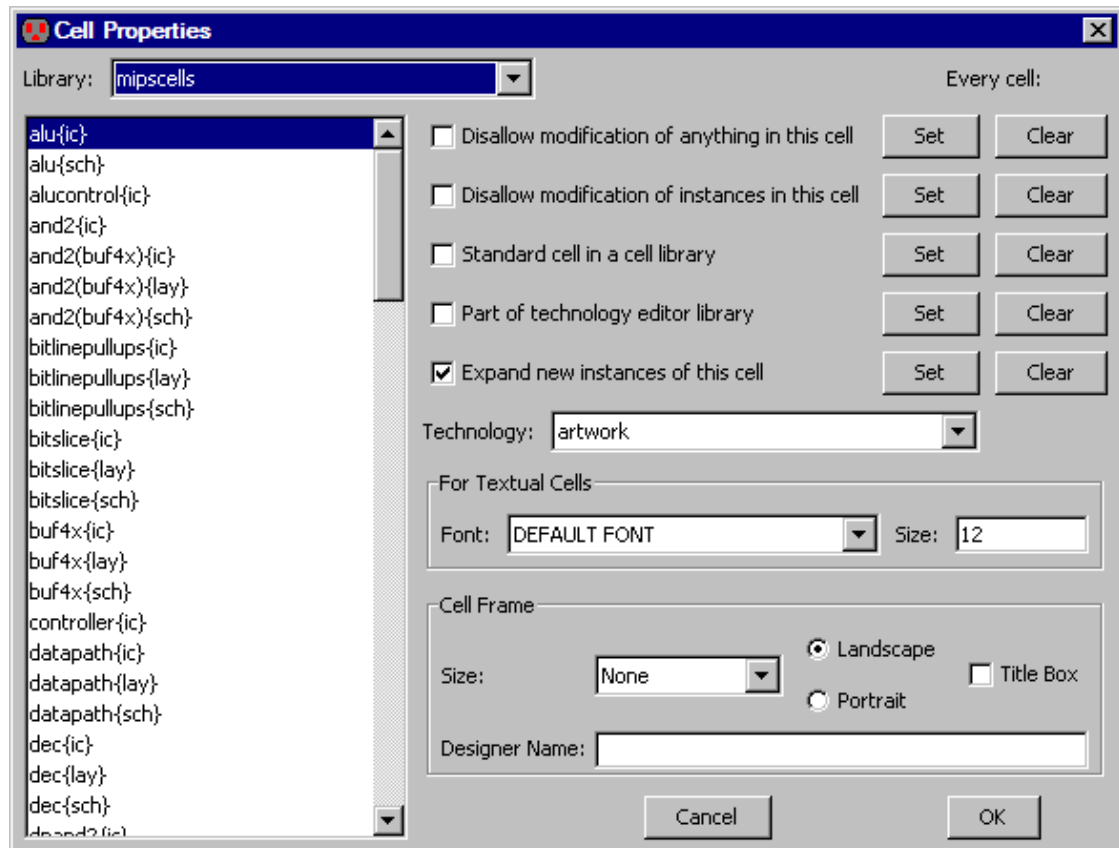 Cell Properties
Library: mipscells
Every cell:
alu{ic}
alu{sch}
alucontrol{ic}
and2{ic}
and2(buf4x){ic}
and2(buf4x){lay}
and2(buf4x){sch}
bitlinepullups{ic}
bitlinepullups{lay}
bitlinepullups{sch}
bitslice{ic}
bitslice{lay}
bitslice{sch}
buf4x{ic}
buf4x{lay}
buf4x{sch}
controller{ic}
datapath{ic}
datapath{lay}
datapath{sch}
dec{ic}
dec{lay}
dec{sch}
dpand2{ic}
Disallow modification of anything in this cell Set Clear
Disallow modification of instances in this cell Set Clear
Standard cell in a cell library Set Clear
Part of technology editor library Set Clear
Expand new instances of this cell Set Clear
Technology: artwork
For Textual Cells
Font: DEFAULT FONT Size: 12
Cell Frame
Size: None
Landscape
Portrait
Title Box
Designer Name:
Cancel OK